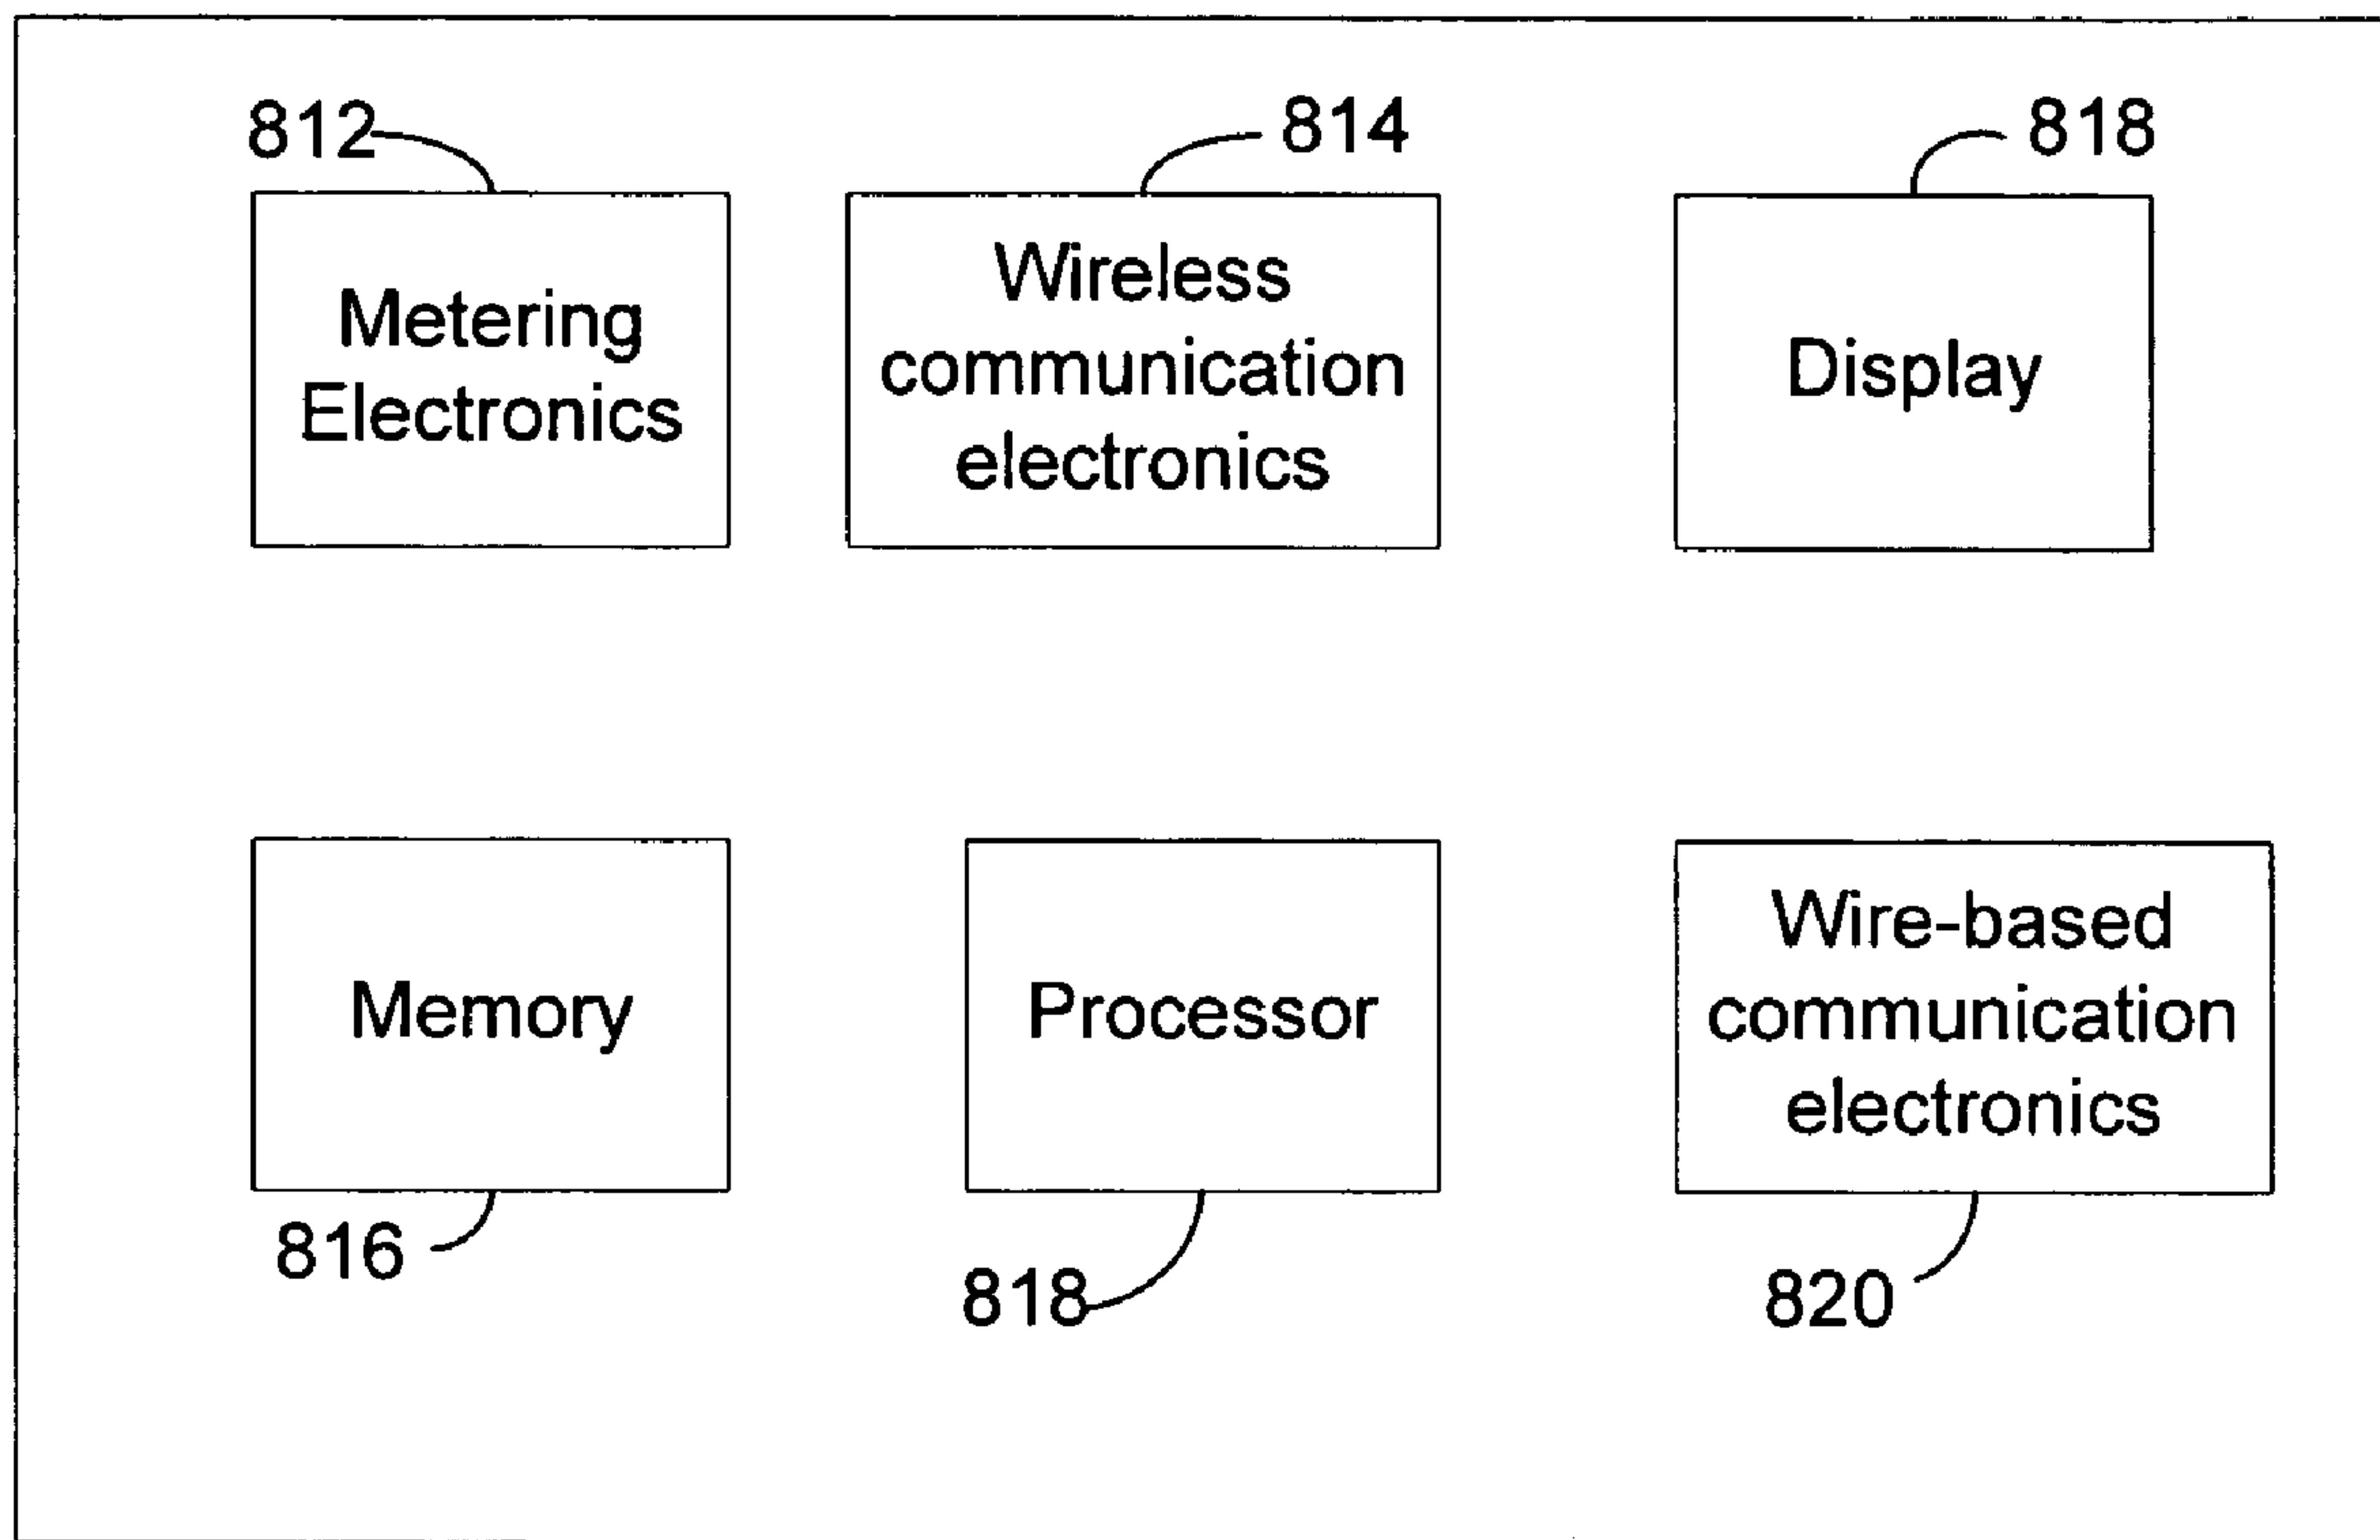 812
814
818
Metering
Electronics
Wireless
communication
electronics
Display
Memory
Processor
Wire-based
communication
electronics
816
818
820